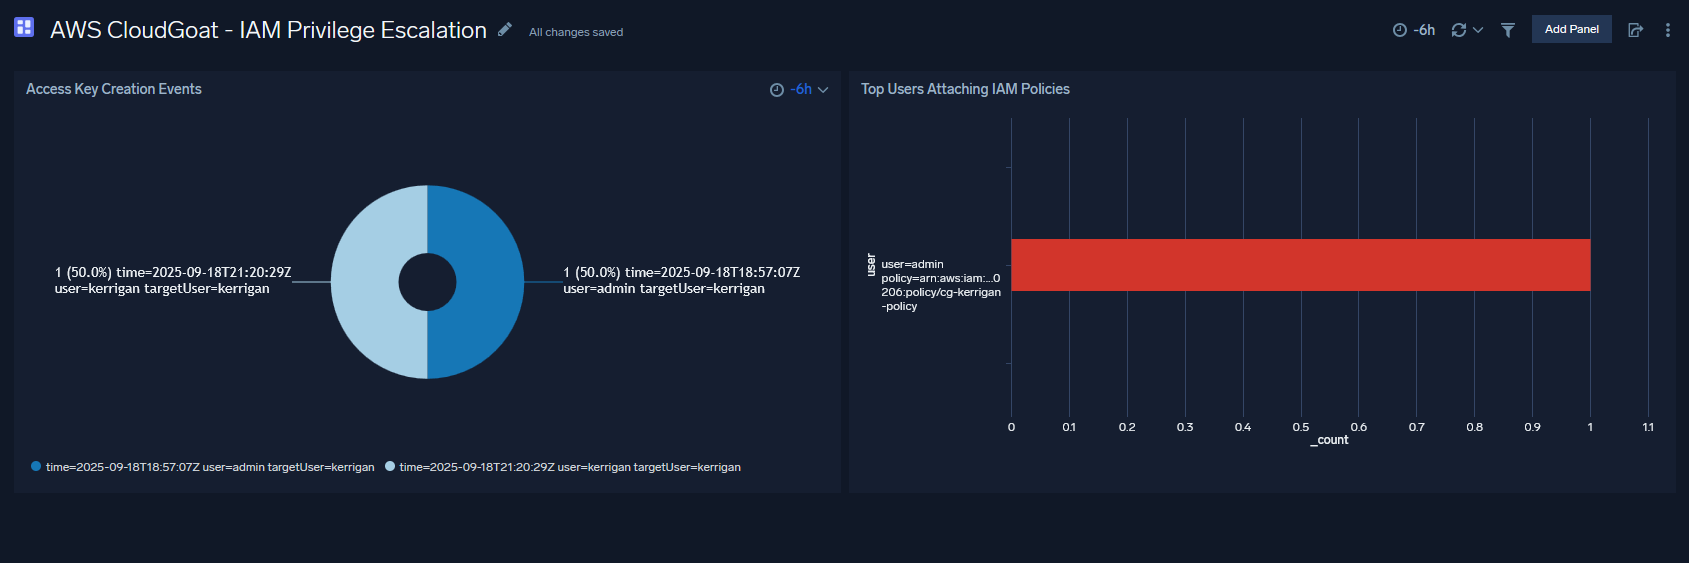 AWS CloudGoat - IAM Privilege Escalation
All changes saved
-6h
Add Panel
Access Key Creation Events
-6h
1 (50.0%) time=2025-09-18T21:20:29Z
user=kerrigan targetUser=kerrigan
1 (50.0%) time=2025-09-18T18:57:07Z
user=admin targetUser=kerrigan
time=2025-09-18T18:57:07Z user=admin targetUser=kerrigan
time=2025-09-18T21:20:29Z user=kerrigan targetUser=kerrigan
Top Users Attaching IAM Policies
user
user=admin
policy=arn:aws:iam:...0
206:policy/cg-kerrigan
-policy
0 0.1 0.2 0.3 0.4 0.5 0.6 0.7 0.8 0.9 1 1.1
_count